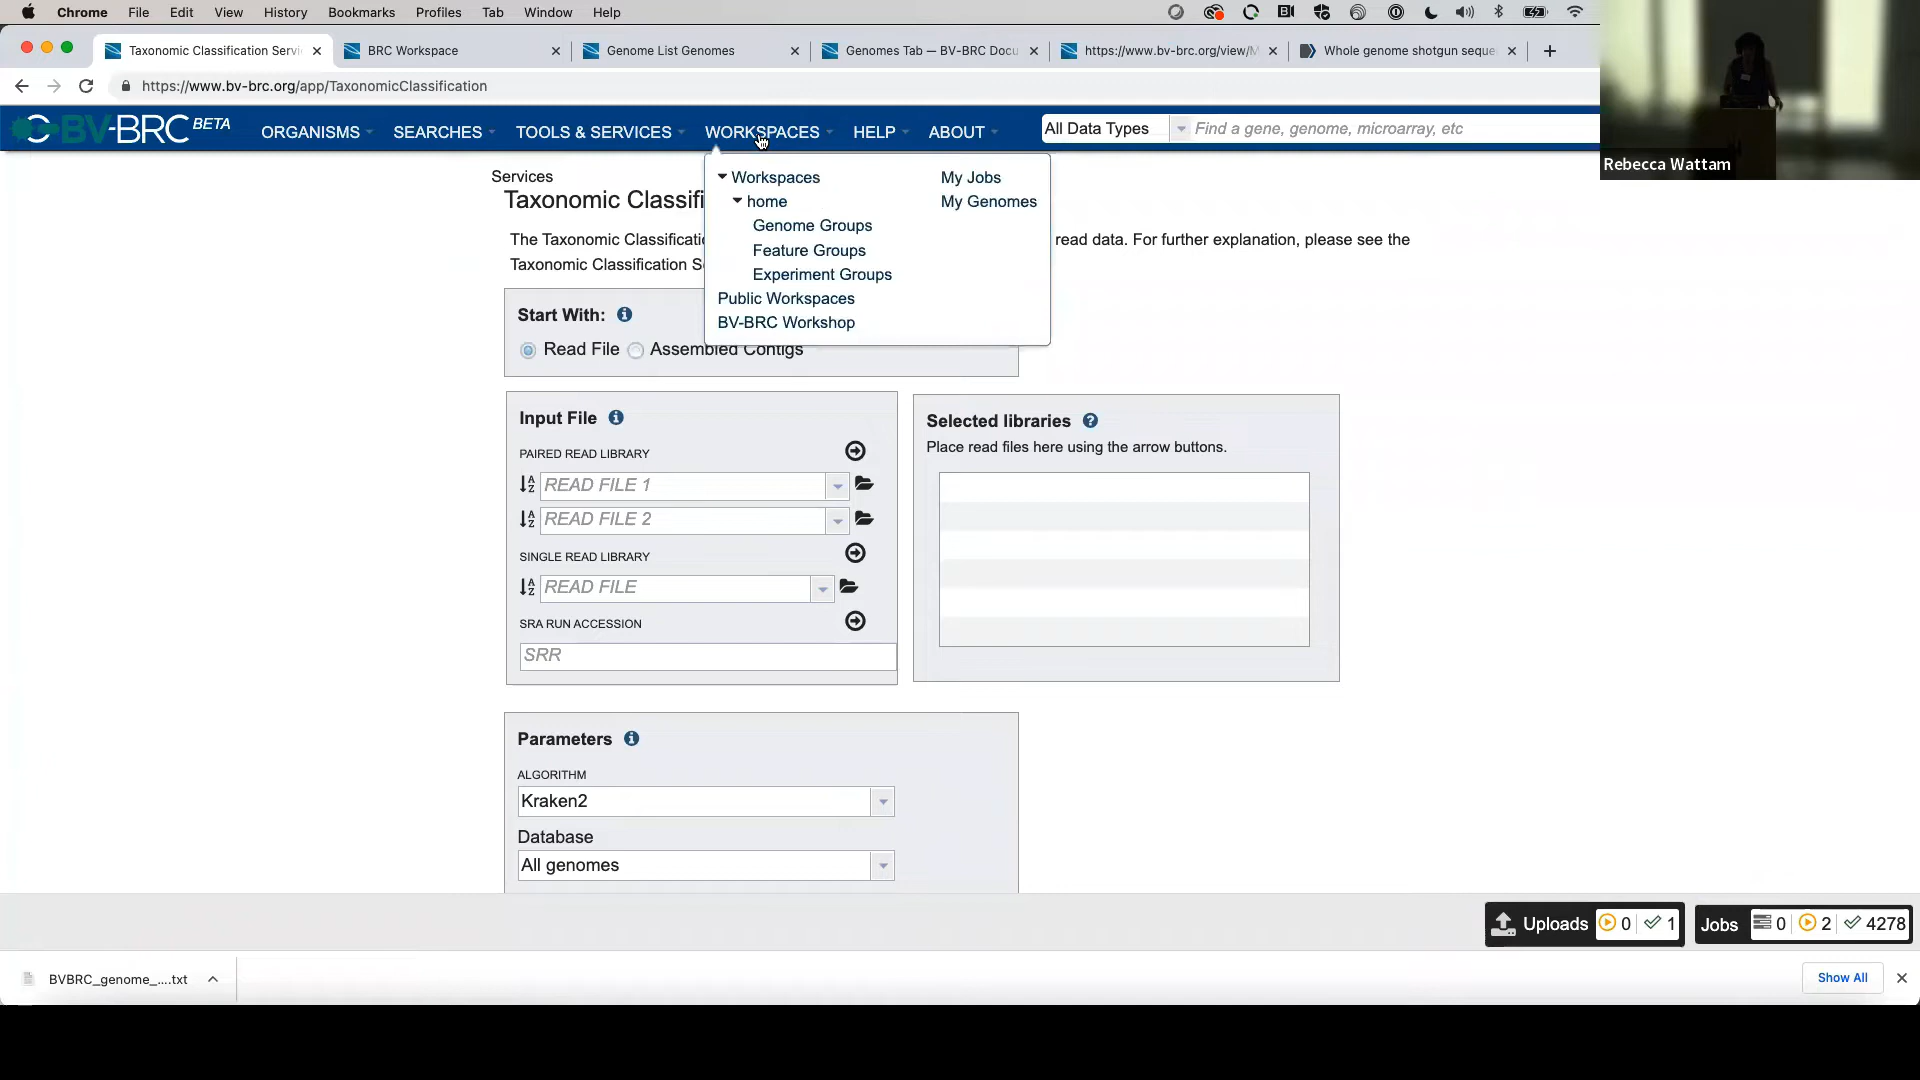 Chrome File Edit View History Bookmarks Profiles Tab Window Help
Taxonomic Classification Servi
BRC Workspace
Genome List Genomes
Genomes Tab — BV-BRC Docu
https://www.bv-brc.org/view/M
Whole genome shotgun seque
https://www.bv-brc.org/app/TaxonomicClassification
BV-BRC BETA
ORGANISMS SEARCHES TOOLS & SERVICES WORKSPACES HELP ABOUT
All Data Types Find a gene, genome, microarray, etc
Rebecca Wattam
Workspaces My Jobs
home My Genomes
Genome Groups
Feature Groups
Experiment Groups
Public Workspaces
BV-BRC Workshop
Services
Taxonomic Classifi
The Taxonomic Classificati read data. For further explanation, please see the
Taxonomic Classification S
Start With:
Read File Assembled Contigs
Input File
PAIRED READ LIBRARY
READ FILE 1
READ FILE 2
SINGLE READ LIBRARY
READ FILE
SRA RUN ACCESSION
SRR
Selected libraries
Place read files here using the arrow buttons.
Parameters
ALGORITHM
Kraken2
Database
All genomes
Uploads 0 1 Jobs 0 2 4278
BVBRC_genome_....txt Show All